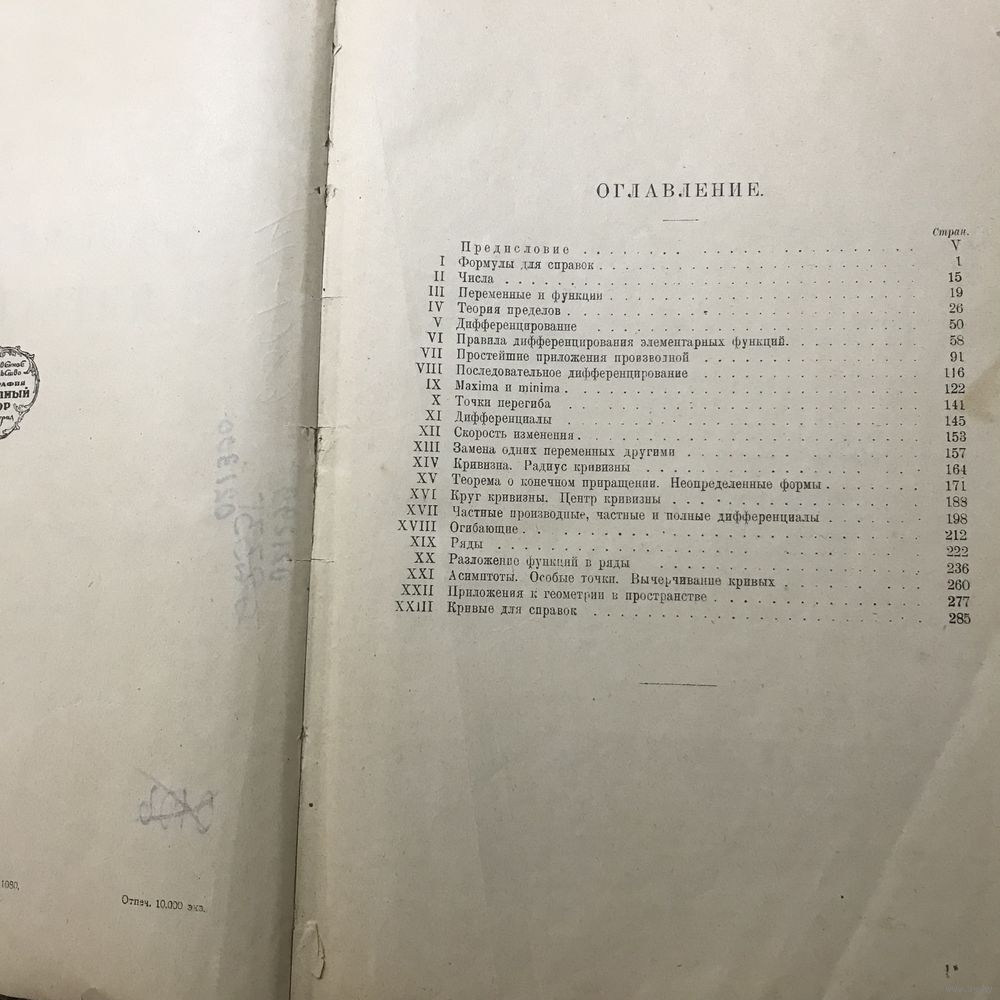 1080.
Отпеч. 10.000 экз.
ОГЛАВЛЕНИЕ.
Стран.
Предисловие V
I Формулы для справок 1
II Числа 15
III Переменные и функции 19
IV Теория пределов 26
V Дифференцирование 50
VI Правила дифференцирования элементарных функций. 58
VII Простейшие приложения производной 91
VIII Последовательное дифференцирование 116
IX Maxima и minima 122
X Точки перегиба 141
XI Дифференциалы 145
XII Скорость изменения 153
XIII Замена одних переменных другими 157
XIV Кривизна. Радиус кривизны 164
XV Теорема о конечном приращении. Неопределенные формы 171
XVI Круг кривизны. Центр кривизны 188
XVII Частные производные, частные и полные дифференциалы 198
XVIII Огибающие 212
XIX Ряды 222
XX Разложение функций в ряды 236
XXI Асимптоты. Особые точки. Вычерчивание кривых 260
XXII Приложения к геометрии в пространстве 277
XXIII Кривые для справок 285
1*